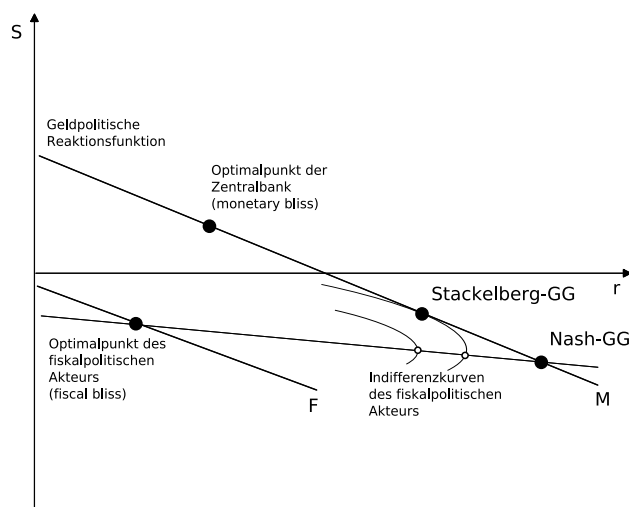 S
Geldpolitische
Reaktionsfunktion
Optimalpunkt der
Zentralbank
(monetary bliss)
r
Stackelberg-GG
Nash-GG
Optimalpunkt des
fiskalpolitischen
Akteurs
(fiscal bliss)
F
Indifferenzkurven
des fiskalpolitischen
Akteurs
M